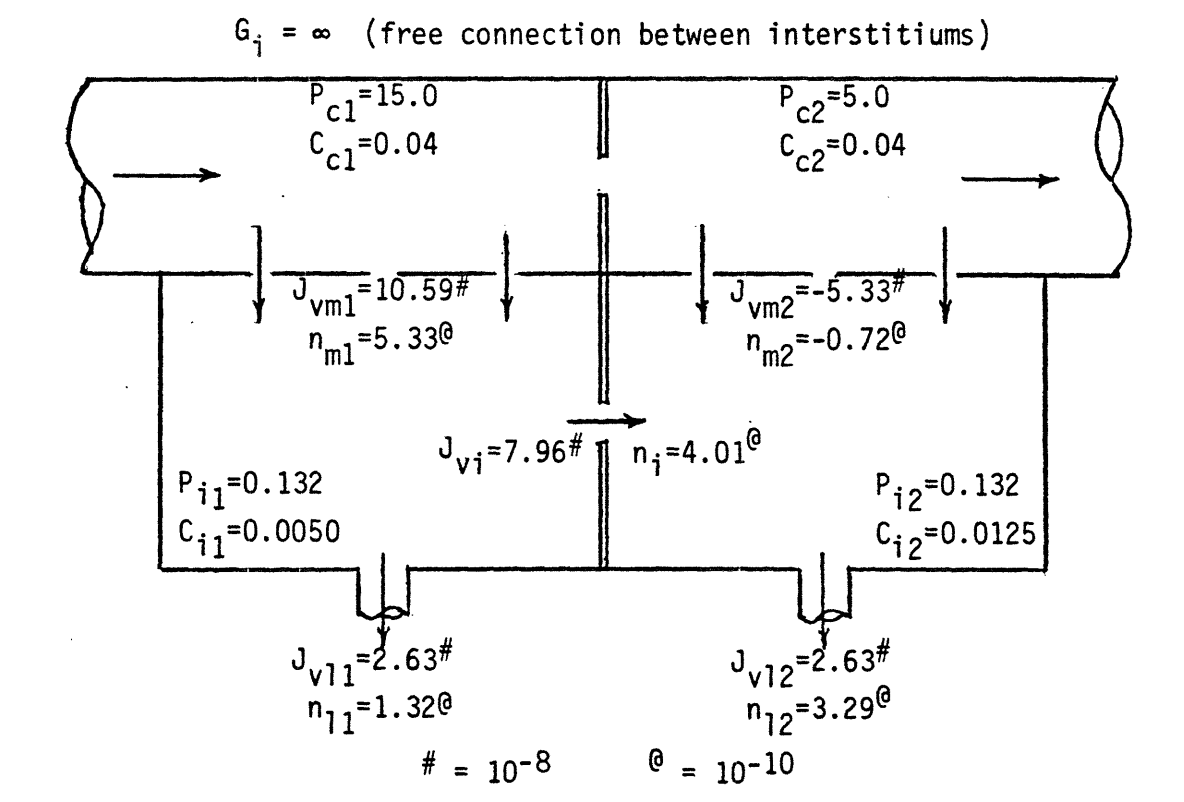 G_i = ∞ (free connection between interstitiums)
P_c1=15.0
C_c1=0.04
P_c2=5.0
C_c2=0.04
J_vm1=10.59#
n_m1=5.33@
J_vm2=-5.33#
n_m2=-0.72@
J_vi=7.96# n_i=4.01@
P_i1=0.132
C_i1=0.0050
P_i2=0.132
C_i2=0.0125
J_vl1=2.63#
n_l1=1.32@
J_vl2=2.63#
n_l2=3.29@
# = 10^-8 @ = 10^-10